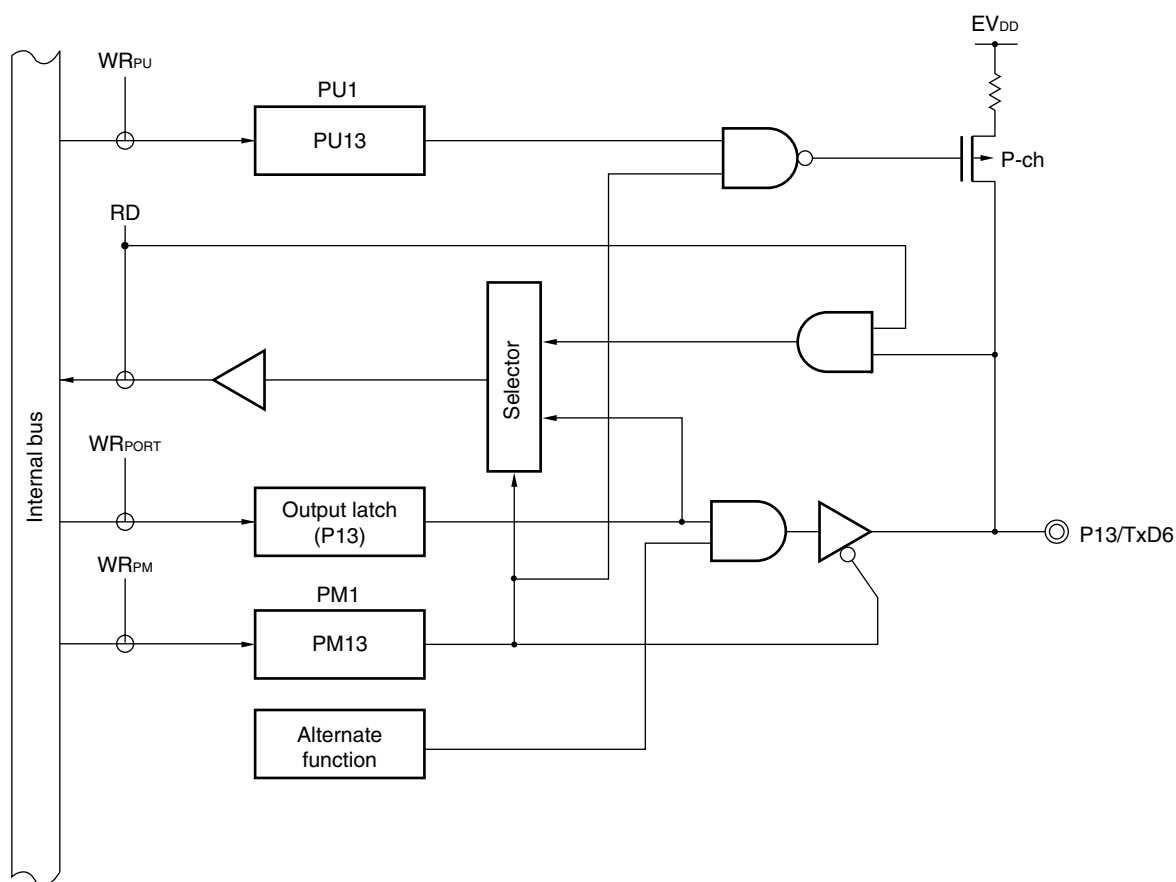 EVDD
WRPU
PU1
PU13
P-ch
RD
Selector
Internal bus
WRPORT
Output latch
(P13)
P13/TxD6
WRPM
PM1
PM13
Alternate
function